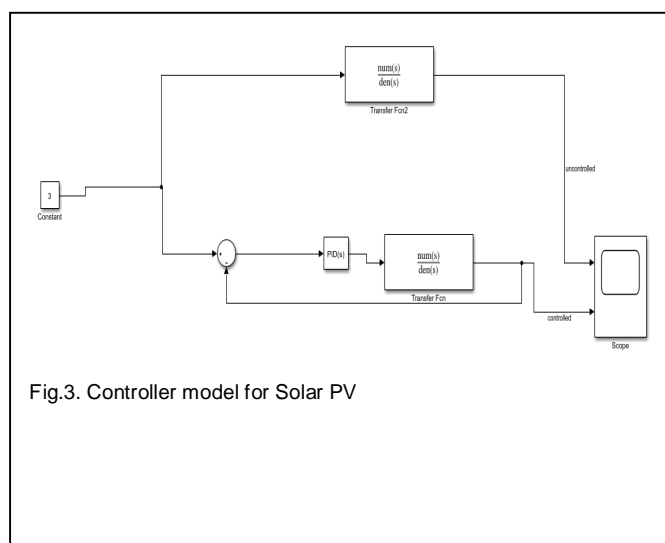 num(s)
den(s)
Transfer Fcn2
uncontrolled
3
Constant
+
−
PID(s)
num(s)
den(s)
Transfer Fcn
controlled
Scope
Fig.3. Controller model for Solar PV